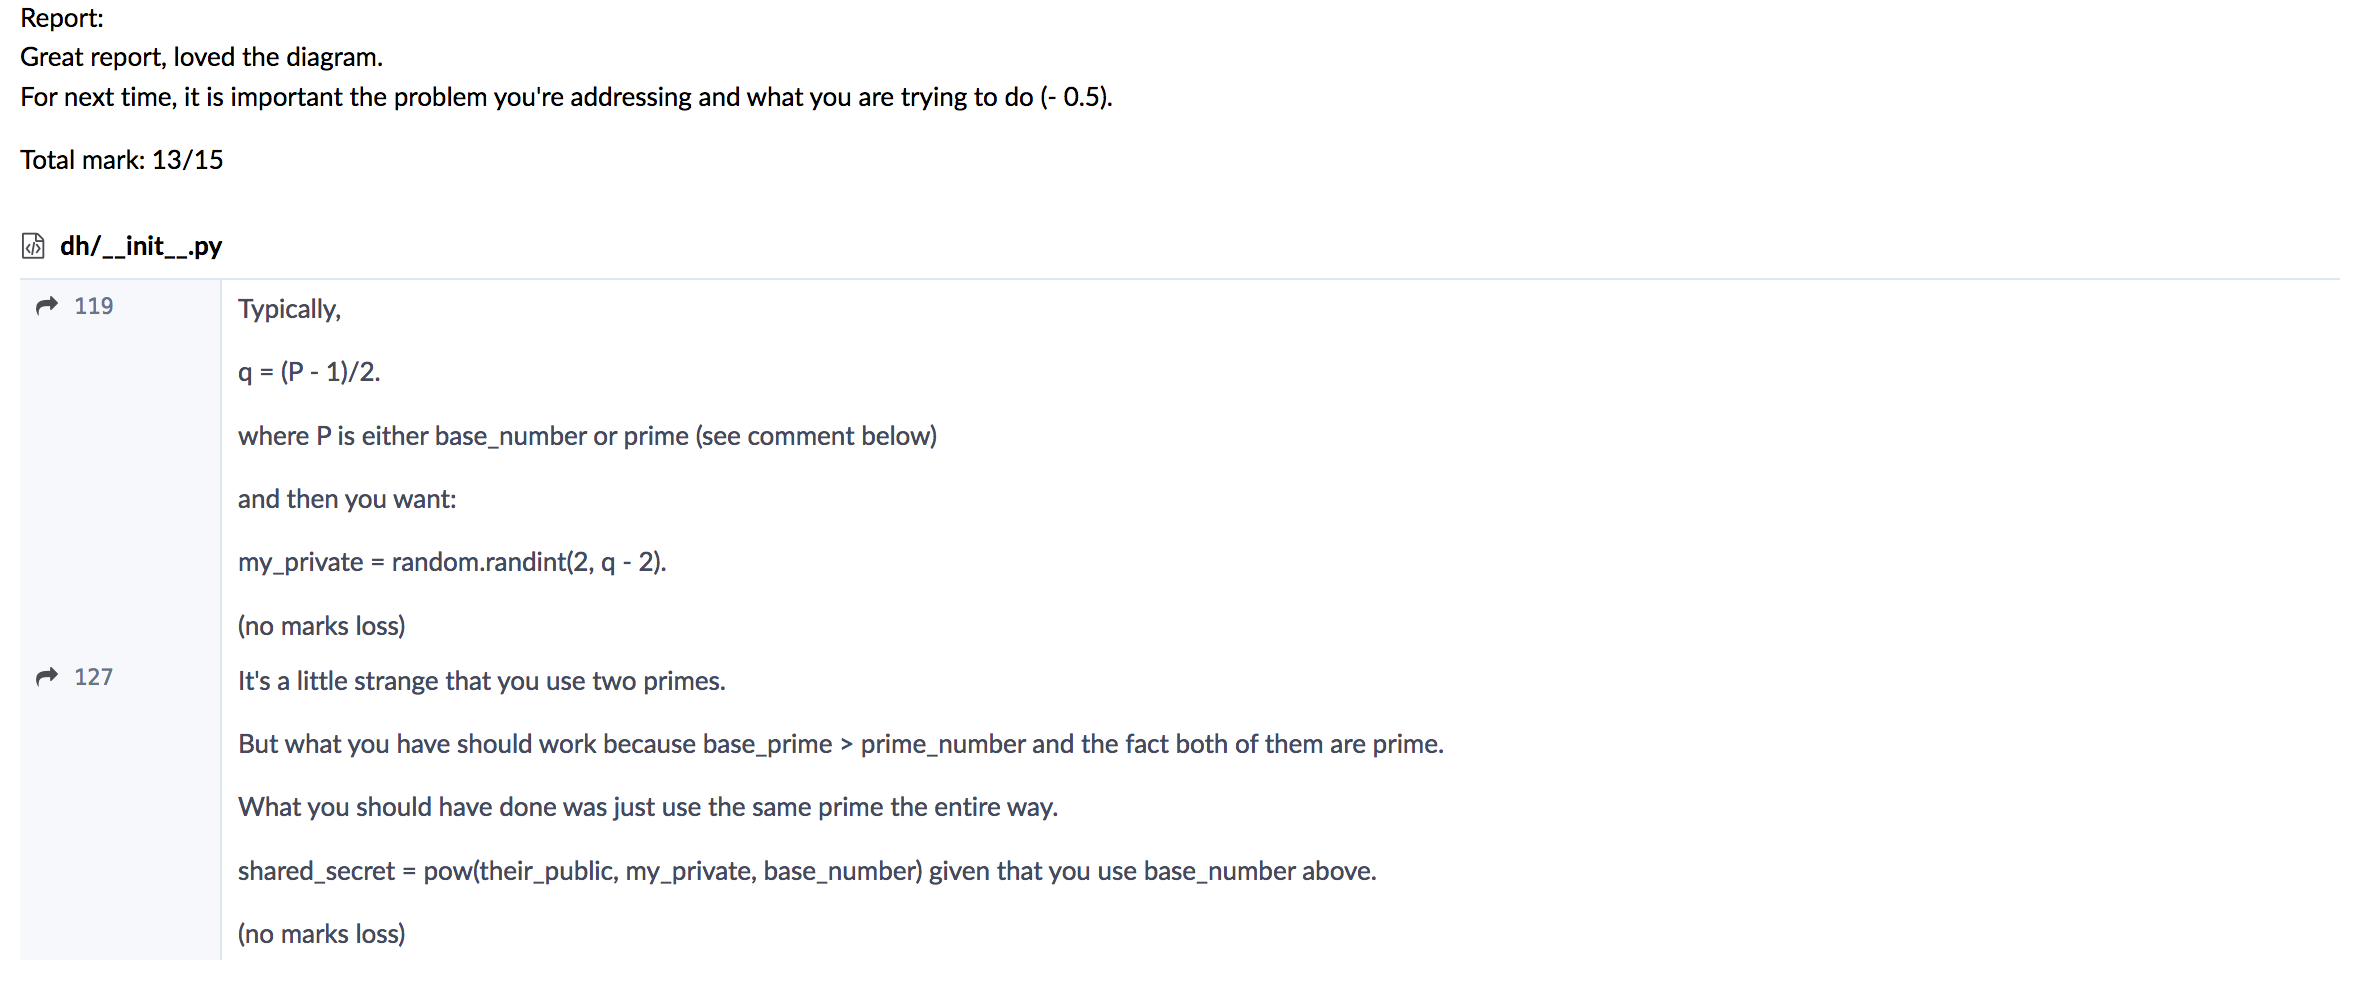 Report:
Great report, loved the diagram.
For next time, it is important the problem you're addressing and what you are trying to do (- 0.5).
Total mark: 13/15
dh/__init__.py
119
Typically,
q = (P - 1)/2.
where P is either base_number or prime (see comment below)
and then you want:
my_private = random.randint(2, q - 2).
(no marks loss)
127
It's a little strange that you use two primes.
But what you have should work because base_prime > prime_number and the fact both of them are prime.
What you should have done was just use the same prime the entire way.
shared_secret = pow(their_public, my_private, base_number) given that you use base_number above.
(no marks loss)